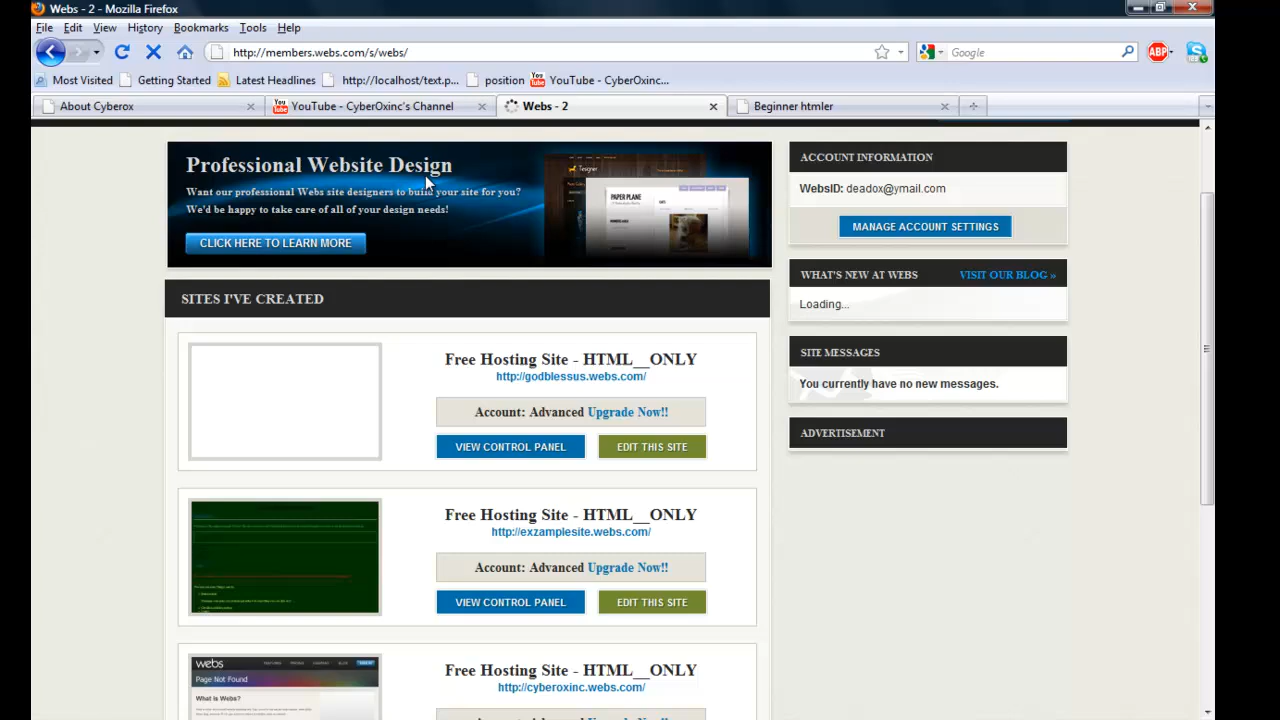 Webs - 2 - Mozilla Firefox
File Edit View History Bookmarks Tools Help
http://members.webs.com/s/webs/
Google
ABP
Most Visited Getting Started Latest Headlines http://localhost/text.p... position YouTube - CyberOxinc...
About Cyberox YouTube - CyberOxinc's Channel Webs - 2 Beginner htmler
Professional Website Design
Want our professional Webs site designers to build your site for you?
We'd be happy to take care of all of your design needs!
CLICK HERE TO LEARN MORE
PAPER PLANE
ACCOUNT INFORMATION
WebsID: deadox@ymail.com
MANAGE ACCOUNT SETTINGS
WHAT'S NEW AT WEBS VISIT OUR BLOG »
Loading...
SITE MESSAGES
You currently have no new messages.
ADVERTISEMENT
SITES I'VE CREATED
Free Hosting Site - HTML__ONLY
http://godblessus.webs.com/
Account: Advanced Upgrade Now!!
VIEW CONTROL PANEL EDIT THIS SITE
Free Hosting Site - HTML__ONLY
http://exzamplesite.webs.com/
Account: Advanced Upgrade Now!!
VIEW CONTROL PANEL EDIT THIS SITE
webs
Page Not Found
What is Webs?
Free Hosting Site - HTML__ONLY
http://cyberoxinc.webs.com/